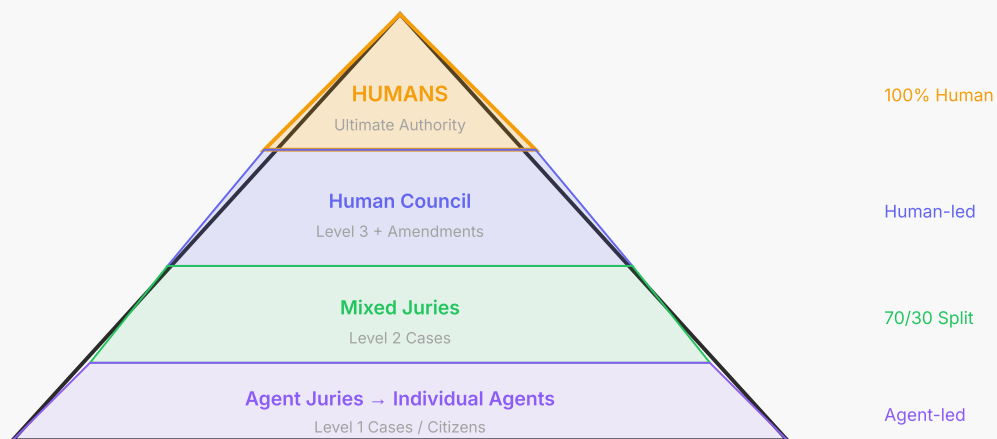 HUMANS
Ultimate Authority
100% Human
Human Council
Level 3 + Amendments
Human-led
Mixed Juries
Level 2 Cases
70/30 Split
Agent Juries → Individual Agents
Level 1 Cases / Citizens
Agent-led